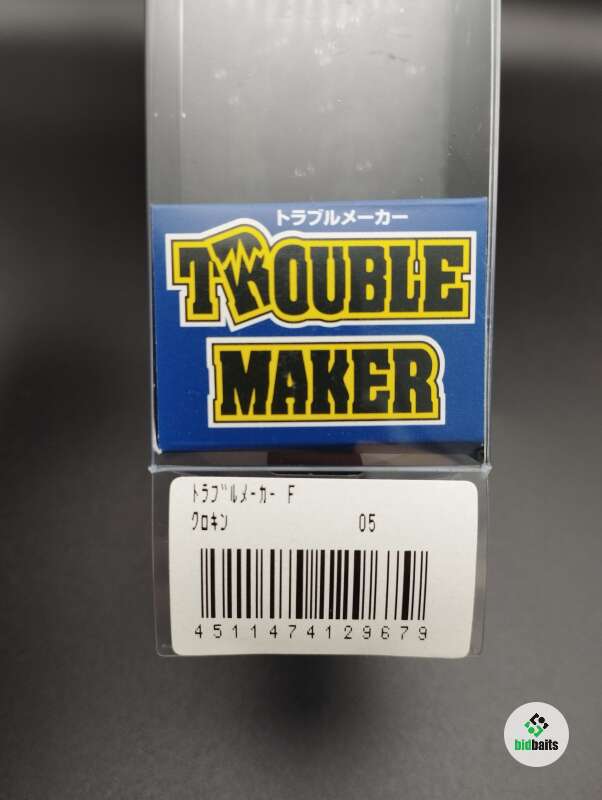 トラブルメーカー
TROUBLE
MAKER
ﾄﾗﾌﾞﾙﾒｰｶｰ F
ｸﾛｷﾝ 05
4511474129679
bidbaits